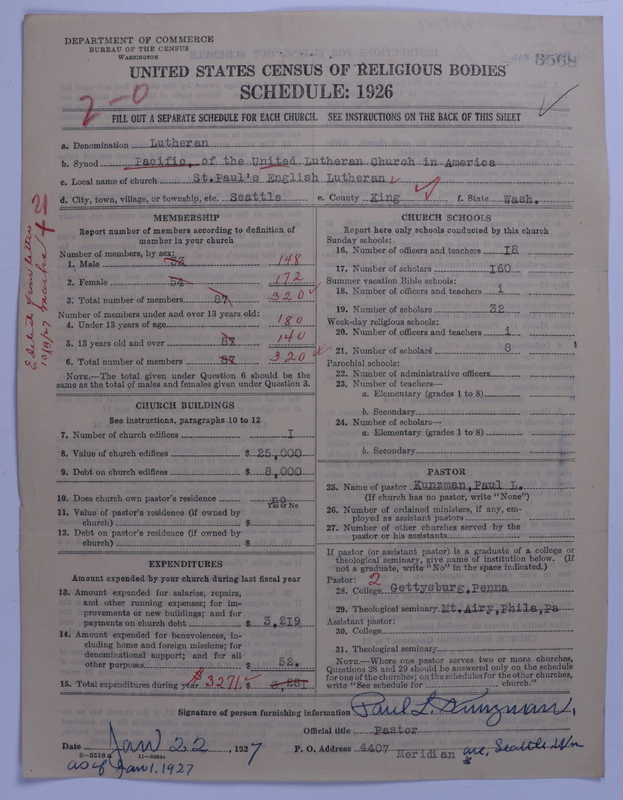 DEPARTMENT OF COMMERCE
BUREAU OF THE CENSUS
WASHINGTON
3568
UNITED STATES CENSUS OF RELIGIOUS BODIES
SCHEDULE: 1926
2-0
FILL OUT A SEPARATE SCHEDULE FOR EACH CHURCH. SEE INSTRUCTIONS ON THE BACK OF THIS SHEET
a. Denomination Lutheran
b. Synod Pacific, of the United Lutheran Church in America
c. Local name of church St.Paul's English Lutheran
d. City, town, village, or township, etc. Seattle e. County King f. State Wash.
MEMBERSHIP
Report number of members according to definition of
member in your church
Number of members, by sex:
1. Male 148
2. Female 54 172
3. Total number of members 87 320
Number of members under and over 13 years old:
4. Under 13 years of age 180
5. 13 years old and over 87 140
6. Total number of members 87 320
NOTE.—The total given under Question 6 should be the
same as the total of males and females given under Question 3.
Edited from letter
CHURCH BUILDINGS
See instructions, paragraphs 10 to 12
7. Number of church edifices 1
8. Value of church edifices $ 25,000
9. Debt on church edifices $ 8,000
10. Does church own pastor's residence no
Yes or No
11. Value of pastor's residence (if owned by
church) $
12. Debt on pastor's residence (if owned by
church) $
EXPENDITURES
Amount expended by your church during last fiscal year
13. Amount expended for salaries, repairs,
and other running expenses; for im-
provements or new buildings; and for
payments on church debt $ 3,219
14. Amount expended for benevolences, in-
cluding home and foreign missions; for
denominational support; and for all
other purposes $ 52.
15. Total expenditures during year $3271. $
CHURCH SCHOOLS
Report here only schools conducted by this church
Sunday schools:
16. Number of officers and teachers 18
17. Number of scholars 160
Summer vacation Bible schools:
18. Number of officers and teachers 1
19. Number of scholars 32
Week-day religious schools:
20. Number of officers and teachers 1
21. Number of scholars 8
Parochial schools:
22. Number of administrative officers
23. Number of teachers—
a. Elementary (grades 1 to 8)
b. Secondary
24. Number of scholars—
a. Elementary (grades 1 to 8)
b. Secondary
PASTOR
25. Name of pastor Kunzman,Paul L.
(If church has no pastor, write "None")
26. Number of ordained ministers, if any, em-
ployed as assistant pastors
27. Number of other churches served by the
pastor or his assistants
If pastor (or assistant pastor) is a graduate of a college or
theological seminary, give name of institution below. (If
not a graduate, write "No" in the space indicated.)
Pastor: 2
28. College Gettysburg,Penna
29. Theological seminary Mt.Airy,Phila,Pa
Assistant pastor:
30. College
31. Theological seminary
NOTE.—Where one pastor serves two or more churches,
Questions 28 and 29 should be answered only on the schedule
for one of the churches; on the schedules for the other churches,
write "See schedule for church."
Signature of person furnishing information Paul L. Kunzman,
Official title Pastor
Date Jan 22, 1927 P. O. Address 4407 Meridian ave, Seattle, Wn
as of Jan 1. 1927